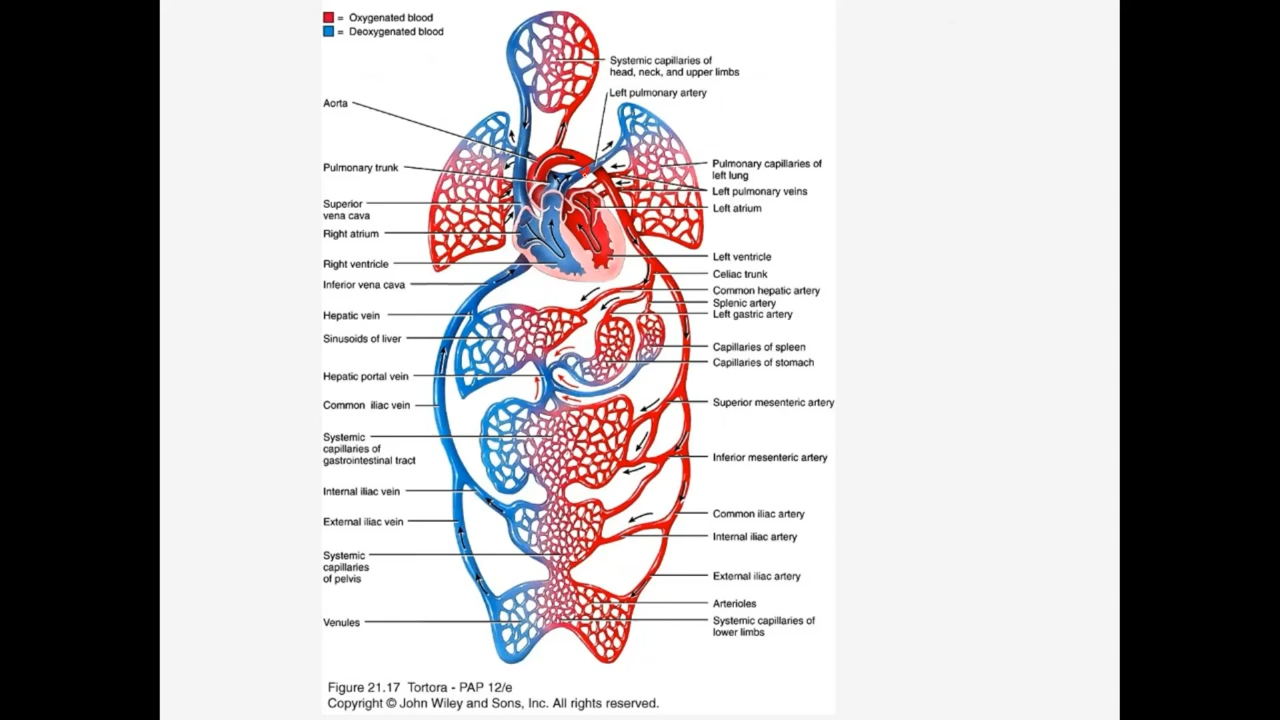 = Oxygenated blood
= Deoxygenated blood
Systemic capillaries of
head, neck, and upper limbs
Left pulmonary artery
Aorta
Pulmonary trunk
Superior
vena cava
Right atrium
Right ventricle
Inferior vena cava
Hepatic vein
Sinusoids of liver
Hepatic portal vein
Common iliac vein
Systemic
capillaries of
gastrointestinal tract
Internal iliac vein
External iliac vein
Systemic
capillaries
of pelvis
Venules
Pulmonary capillaries of
left lung
Left pulmonary veins
Left atrium
Left ventricle
Celiac trunk
Common hepatic artery
Splenic artery
Left gastric artery
Capillaries of spleen
Capillaries of stomach
Superior mesenteric artery
Inferior mesenteric artery
Common iliac artery
Internal iliac artery
External iliac artery
Arterioles
Systemic capillaries of
lower limbs
Figure 21.17 Tortora - PAP 12/e
Copyright © John Wiley and Sons, Inc. All rights reserved.